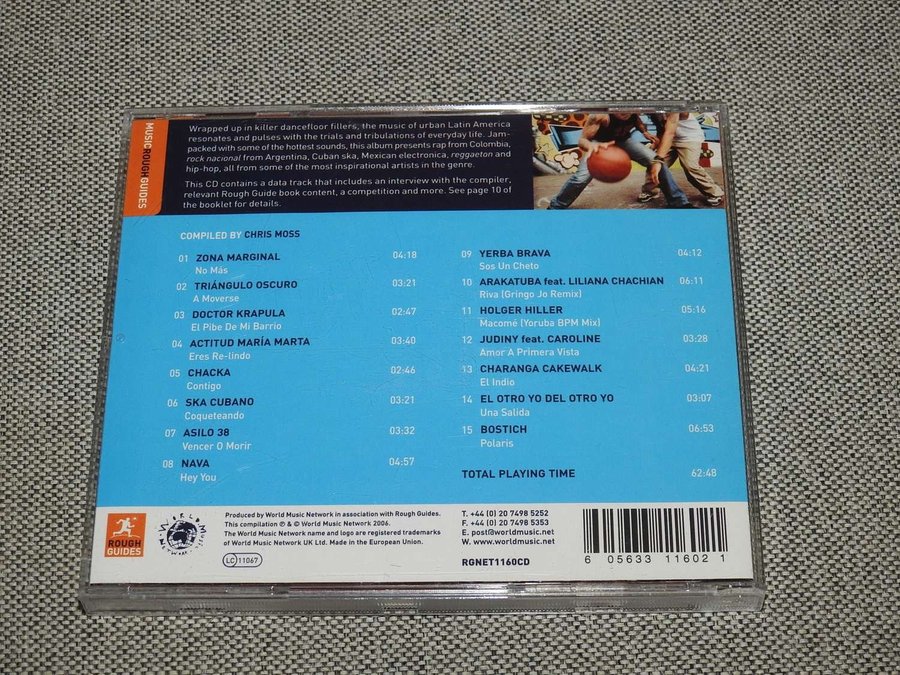 MUSIC ROUGH GUIDES
Wrapped up in killer dancefloor fillers, the music of urban Latin America
resonates and pulses with the trials and tribulations of everyday life. Jam-
packed with some of the hottest sounds, this album presents rap from Colombia,
rock nacional from Argentina, Cuban ska, Mexican electronica, reggaeton and
hip-hop, all from some of the most inspirational artists in the genre.
This CD contains a data track that includes an interview with the compiler,
relevant Rough Guide book content, a competition and more. See page 10 of
the booklet for details.
COMPILED BY CHRIS MOSS
01 ZONA MARGINAL 04:18
No Más
02 TRIÁNGULO OSCURO 03:21
A Moverse
03 DOCTOR KRAPULA 02:47
El Pibe De Mi Barrio
04 ACTITUD MARÍA MARTA 03:40
Eres Re-lindo
05 CHACKA 02:46
Contigo
06 SKA CUBANO 03:21
Coqueteando
07 ASILO 38 03:32
Vencer O Morir
08 NAVA 04:57
Hey You
09 YERBA BRAVA 04:12
Sos Un Cheto
10 ARAKATUBA feat. LILIANA CHACHIAN 06:11
Riva (Gringo Jo Remix)
11 HOLGER HILLER 05:16
Macomé (Yoruba BPM Mix)
12 JUDINY feat. CAROLINE 03:28
Amor A Primera Vista
13 CHARANGA CAKEWALK 04:21
El Indio
14 EL OTRO YO DEL OTRO YO 03:07
Una Salida
15 BOSTICH 06:53
Polaris
TOTAL PLAYING TIME 62:48
ROUGH
GUIDES
WORLD MUSIC NETWORK
Produced by World Music Network in association with Rough Guides.
This compilation ℗ & © World Music Network 2006.
The World Music Network name and logo are registered trademarks
of World Music Network UK Ltd. Made in the European Union.
LC 11067
T. +44 (0) 20 7498 5252
F. +44 (0) 20 7498 5353
E. post@worldmusic.net
W. www.worldmusic.net
RGNET1160CD
6 05633 11602 1